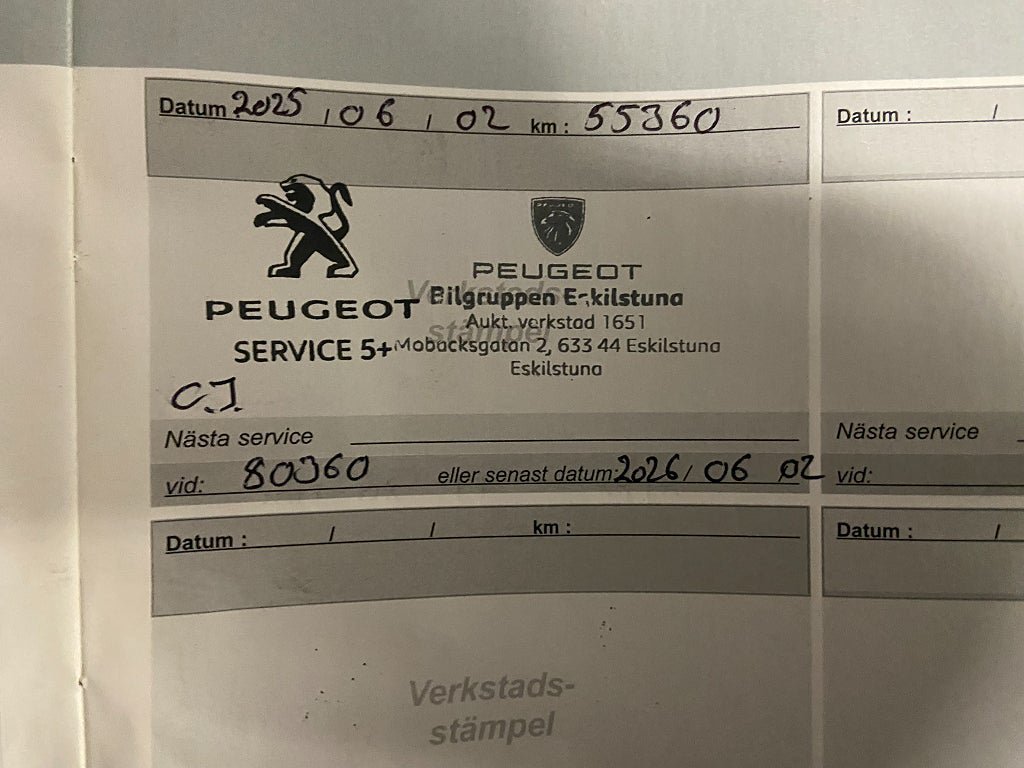 Datum 2025 / 06 / 02 km : 55360
PEUGEOT
SERVICE 5+
C.J.
PEUGEOT
Bilgruppen Eskilstuna
Aukt. verkstad 1651
Mobacksgatan 2, 633 44 Eskilstuna
Eskilstuna
Verkstads-
stämpel
Nästa service
vid: 80360 eller senast datum: 2026/ 06 02
Datum : /
Nästa service
vid:
Datum : / / km :
Verkstads-
stämpel
Datum : /